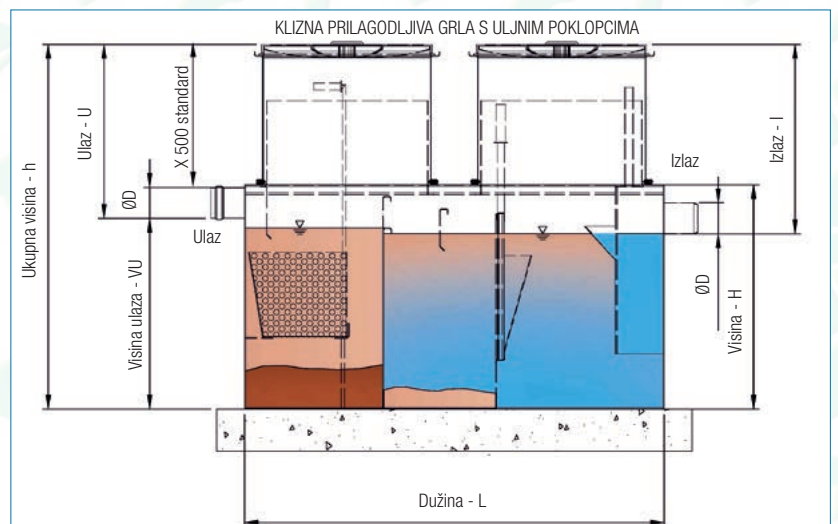 KLIZNA PRILAGODLJIVA GRLA S ULJNIM POKLOPCIMA
Ukupna visina - h
Ulaz - U
X 500 standard
ØD
Ulaz
Visina ulaza - VU
Izlaz
Izlaz - I
ØD
Visina - H
Dužina - L